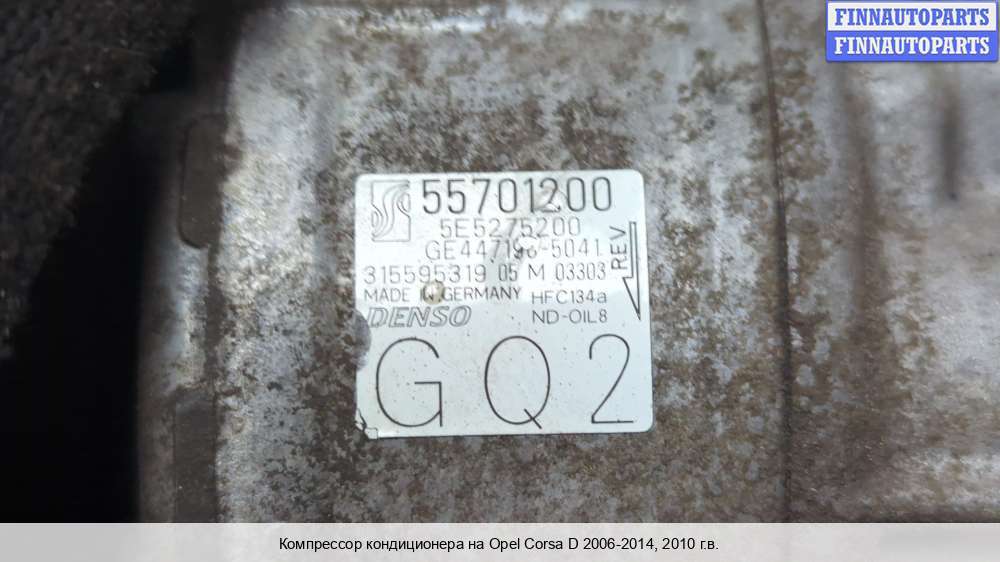 FINNAUTOPARTS
FINNAUTOPARTS
55701200
5E5275200
GE447196-5041
315595319 05 M 03303
REV
MADE IN GERMANY HFC134a
DENSO ND-OIL8
GQ2
Компрессор кондиционера на Opel Corsa D 2006-2014, 2010 г.в.